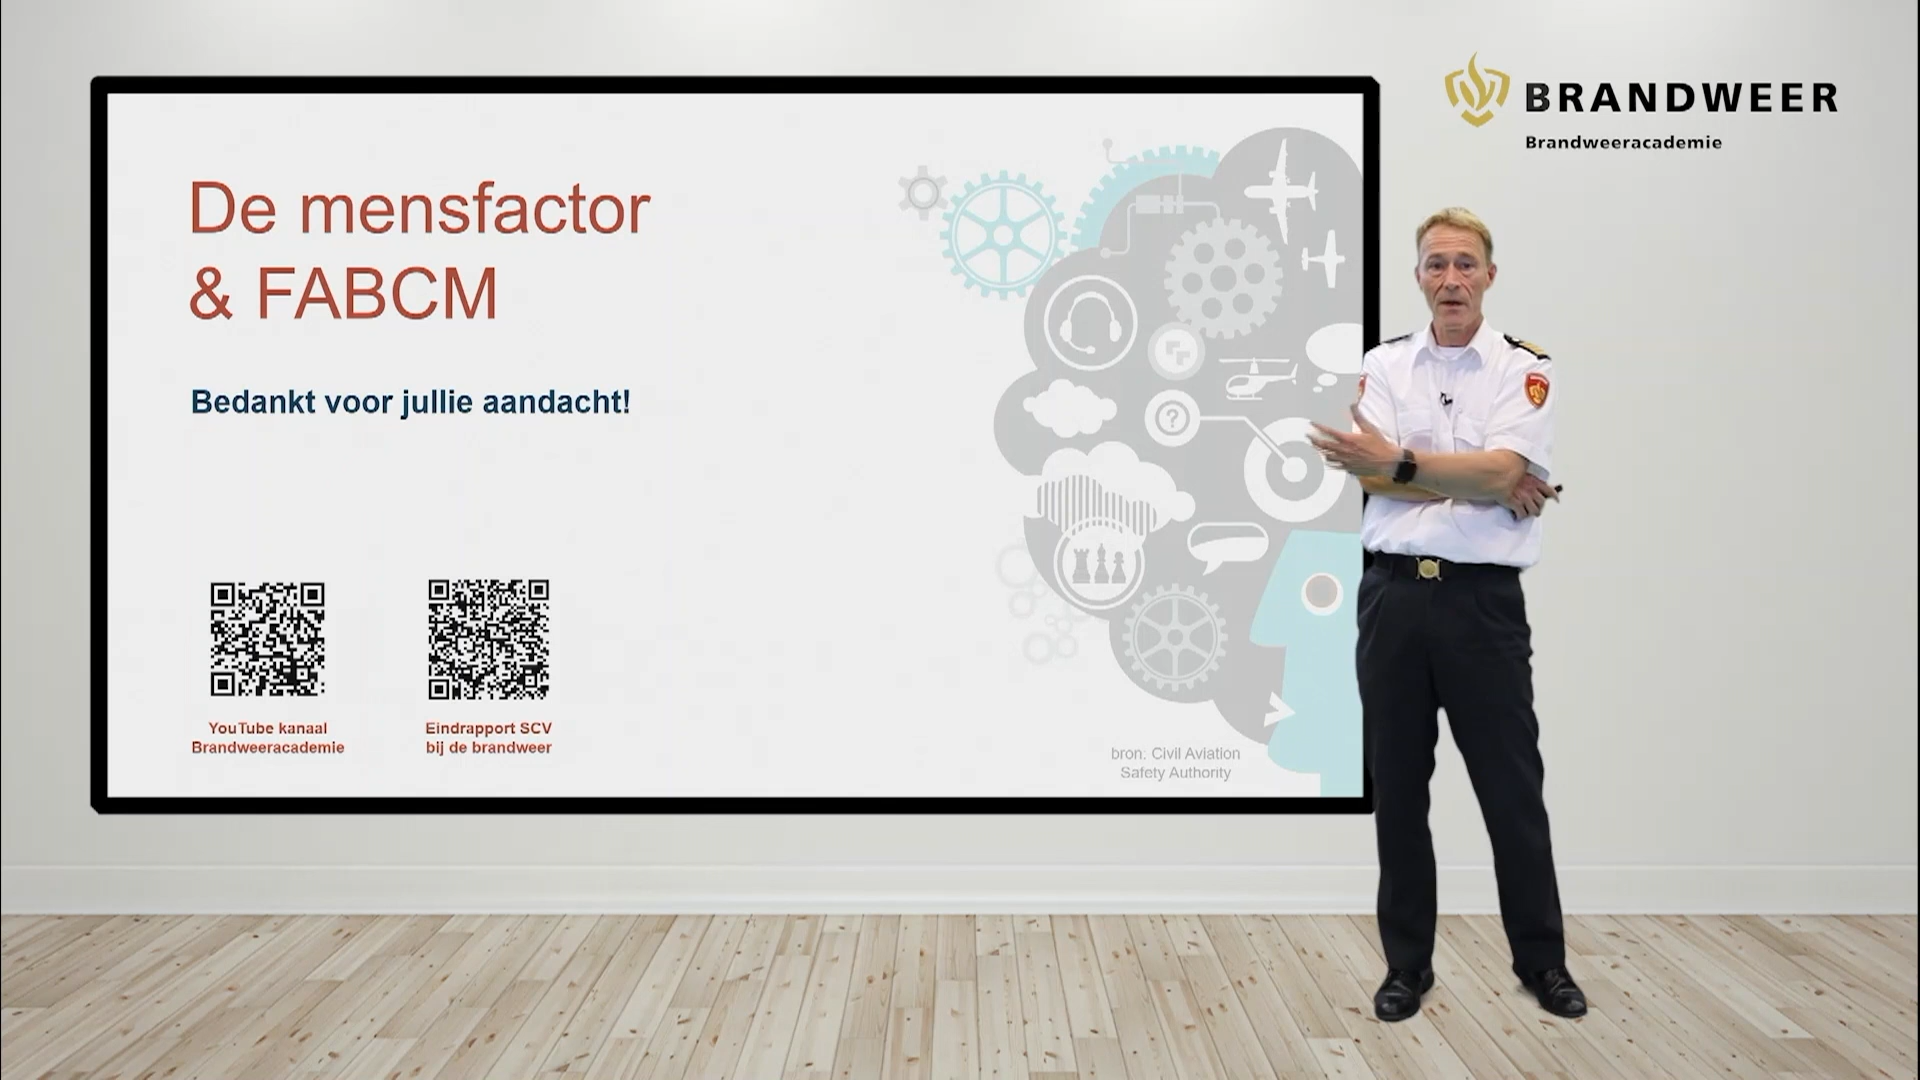 BRANDWEER
Brandweeracademie
De mensfactor
& FABCM
Bedankt voor jullie aandacht!
YouTube kanaal
Brandweeracademie
Eindrapport SCV
bij de brandweer
bron: Civil Aviation
Safety Authority
?